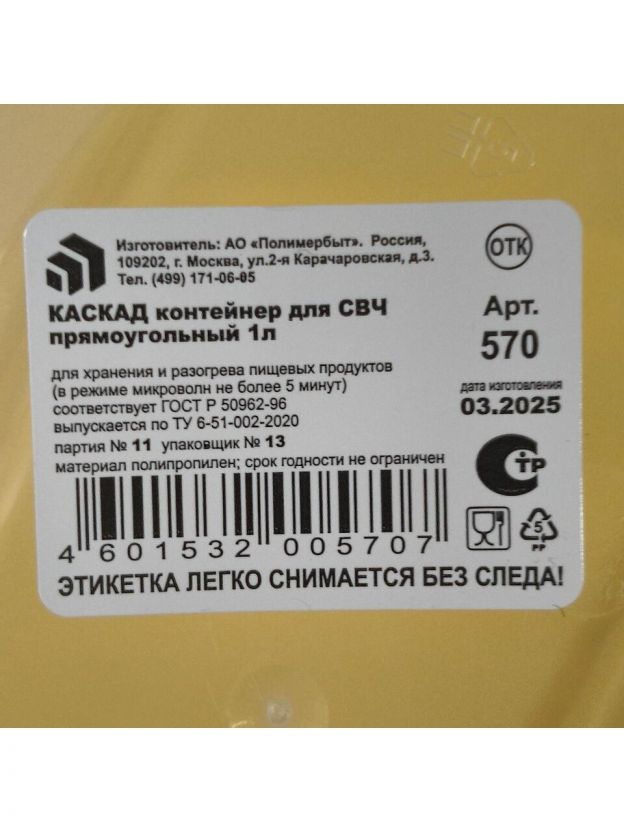 Изготовитель: АО «Полимербыт». Россия,
109202, г. Москва, ул.2-я Карачаровская, д.3.
Тел. (499) 171-06-05
ОТК
КАСКАД контейнер для СВЧ
прямоугольный 1л
Арт.
570
для хранения и разогрева пищевых продуктов
(в режиме микроволн не более 5 минут)
соответствует ГОСТ Р 50962-96
выпускается по ТУ 6-51-002-2020
дата изготовления
03.2025
партия № 11 упаковщик № 13
материал полипропилен; срок годности не ограничен
СТР
5
PP
4 601532 005707
ЭТИКЕТКА ЛЕГКО СНИМАЕТСЯ БЕЗ СЛЕДА!